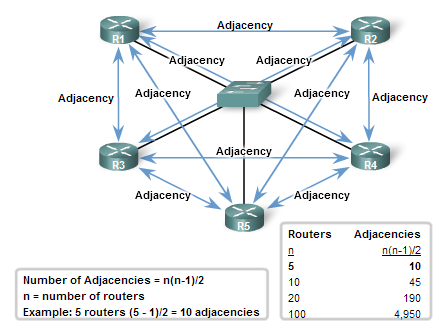 Adjacency
R1
R2
Adjacency
Adjacency
Adjacency
Adjacency
Adjacency
Adjacency
Adjacency
R3
R4
Adjacency
Adjacency
R5
Number of Adjacencies = n(n-1)/2
n = number of routers
Example: 5 routers (5 - 1)/2 = 10 adjacencies
Routers Adjacencies
n n(n-1)/2
5 10
10 45
20 190
100 4,950